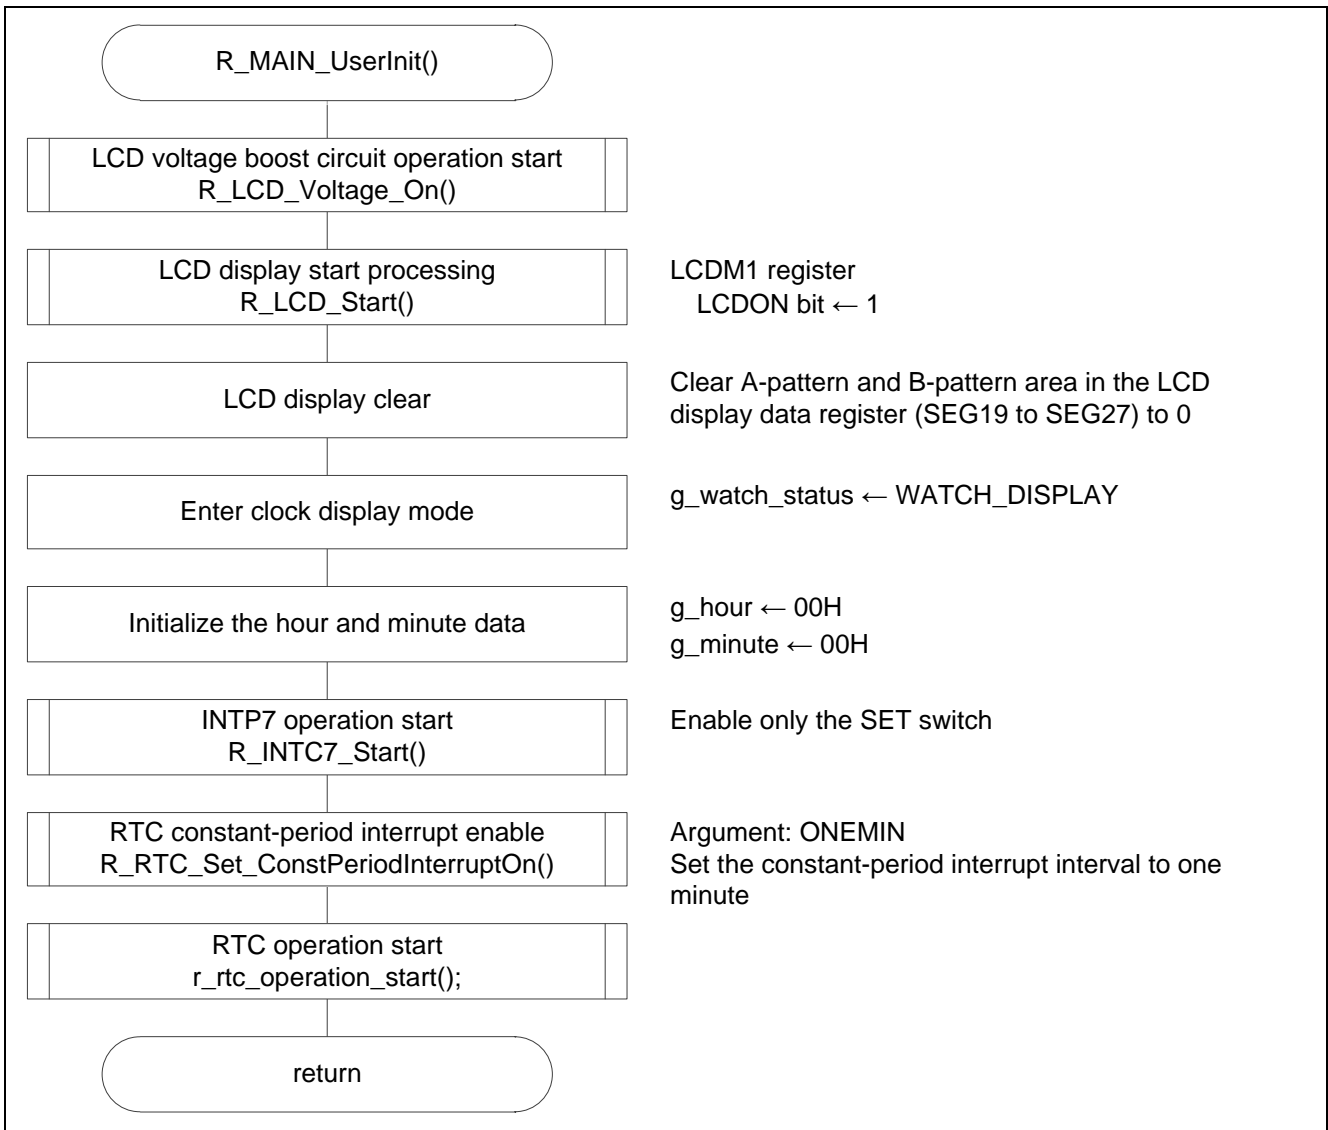 R_MAIN_UserInit()
LCD voltage boost circuit operation start
R_LCD_Voltage_On()
LCD display start processing
R_LCD_Start()
LCDM1 register
LCDON bit ← 1
LCD display clear
Clear A-pattern and B-pattern area in the LCD
display data register (SEG19 to SEG27) to 0
Enter clock display mode
g_watch_status ← WATCH_DISPLAY
Initialize the hour and minute data
g_hour ← 00H
g_minute ← 00H
INTP7 operation start
R_INTC7_Start()
Enable only the SET switch
RTC constant-period interrupt enable
R_RTC_Set_ConstPeriodInterruptOn()
Argument: ONEMIN
Set the constant-period interrupt interval to one
minute
RTC operation start
r_rtc_operation_start();
return